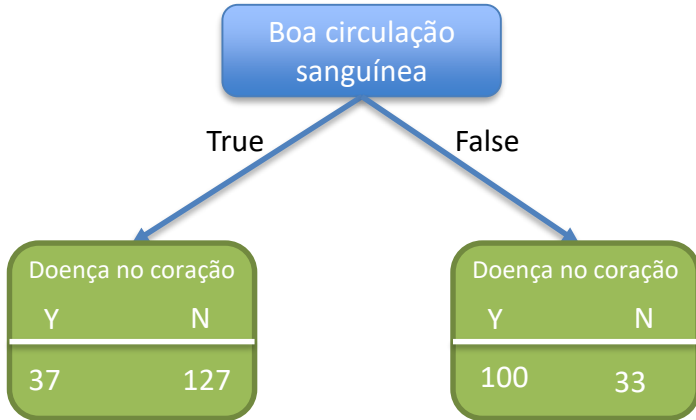 Boa circulação
sanguínea
True
False
Doença no coração
Y N
37 127
Doença no coração
Y N
100 33